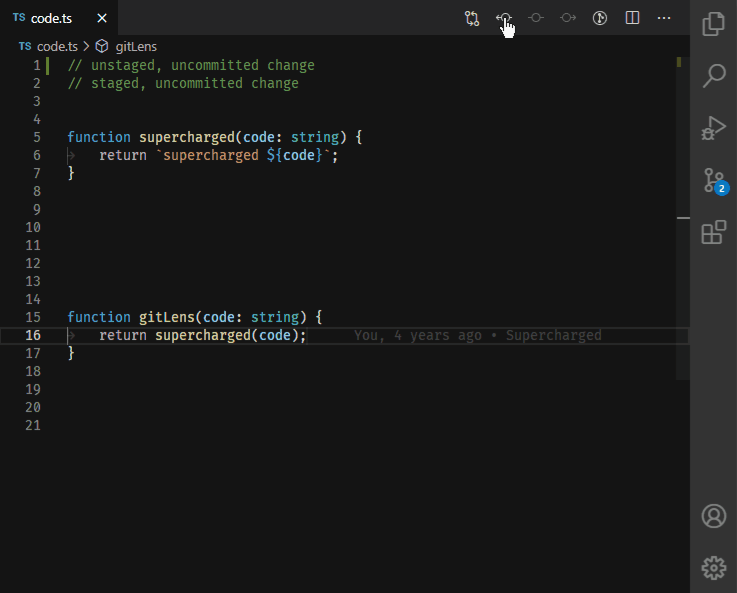 TS code.ts ×
TS code.ts > gitLens
1 // unstaged, uncommitted change
2 // staged, uncommitted change
3
4
5 function supercharged(code: string) {
6 return `supercharged ${code}`;
7 }
8
9
10
11
12
13
14
15 function gitLens(code: string) {
16 return supercharged(code); You, 4 years ago • Supercharged
17 }
18
19
20
21
2